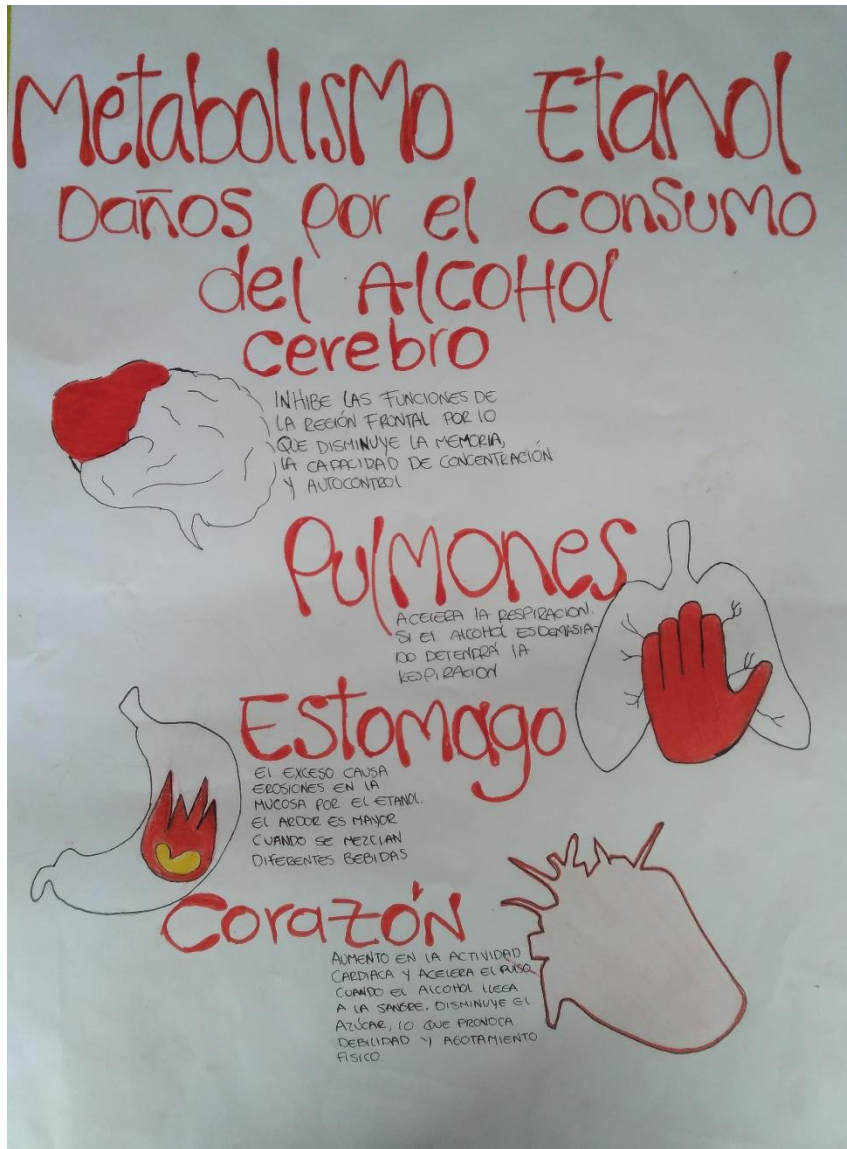 Metabolismo Etanol
Daños por el consumo
del Alcohol
cerebro
INHIBE LAS FUNCIONES DE
LA REGIÓN FRONTAL POR LO
QUE DISMINUYE LA MEMORIA,
LA CAPACIDAD DE CONCENTRACIÓN
Y AUTOCONTROL
Pulmones
ACELERA LA RESPIRACION.
SI El AlCOHOL ES DEMASIA-
DO DETENDRÁ LA
RESPIRACION
Estomago
El EXCESO CAUSA
EROSIONES EN LA
MUCOSA POR EL ETANOL.
EL ARDOR ES MAYOR
CUANDO SE MEZCLAN
DIFERENTES BEBIDAS
Corazón
AUMENTO EN LA ACTIVIDAD
CARDIACA Y ACELERA EL PULSO
CUANDO EL AlCOHOL LLEGA
A LA SANGRE. DISMINUYE El
AZÚCAR, LO QUE PROVOCA
DEBILIDAD Y AGOTAMIENTO
FÍSICO.